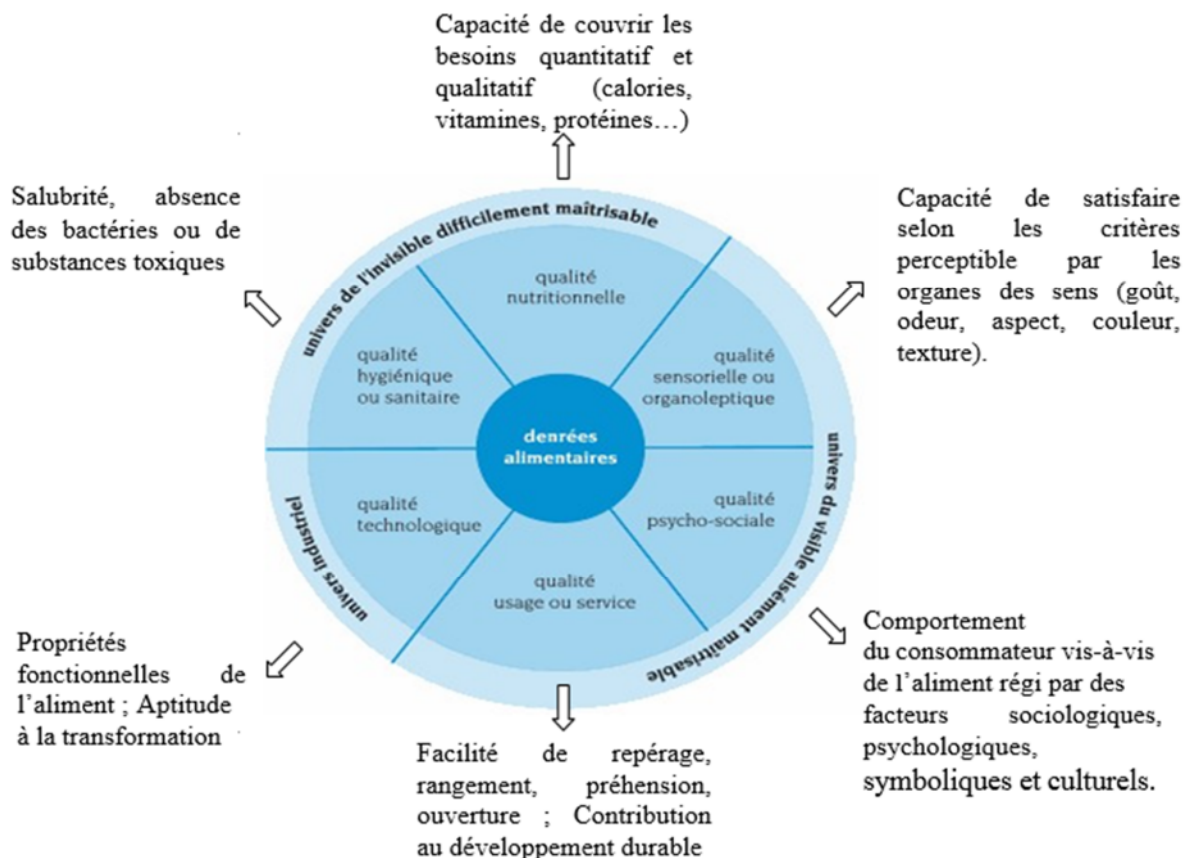 Capacité de couvrir les
besoins quantitatif et
qualitatif (calories,
vitamines, protéines…)
Salubrité, absence
des bactéries ou de
substances toxiques
Capacité de satisfaire
selon les critères
perceptible par les
organes des sens (goût,
odeur, aspect, couleur,
texture).
univers de l'invisible difficilement maîtrisable
qualité
nutritionnelle
qualité
hygiénique
ou sanitaire
qualité
sensorielle ou
organoleptique
denrées
alimentaires
qualité
technologique
qualité
psycho-sociale
qualité
usage ou service
univers industriel
univers du visible aisément maîtrisable
Propriétés
fonctionnelles de
l’aliment ; Aptitude
à la transformation
Facilité de repérage,
rangement, préhension,
ouverture ; Contribution
au développement durable
Comportement
du consommateur vis-à-vis
de l’aliment régi par des
facteurs sociologiques,
psychologiques,
symboliques et culturels.